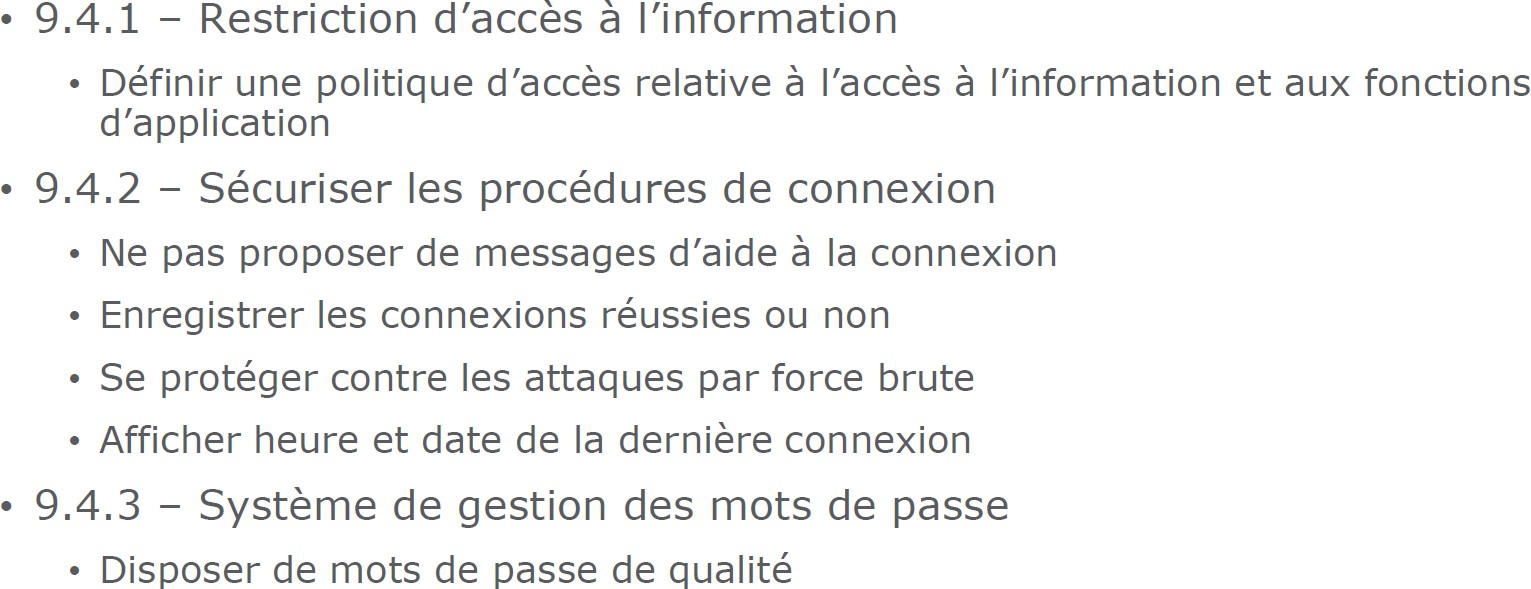 • 9.4.1 – Restriction d’accès à l’information
• Définir une politique d’accès relative à l’accès à l’information et aux fonctions
d’application
• 9.4.2 – Sécuriser les procédures de connexion
• Ne pas proposer de messages d’aide à la connexion
• Enregistrer les connexions réussies ou non
• Se protéger contre les attaques par force brute
• Afficher heure et date de la dernière connexion
• 9.4.3 – Système de gestion des mots de passe
• Disposer de mots de passe de qualité